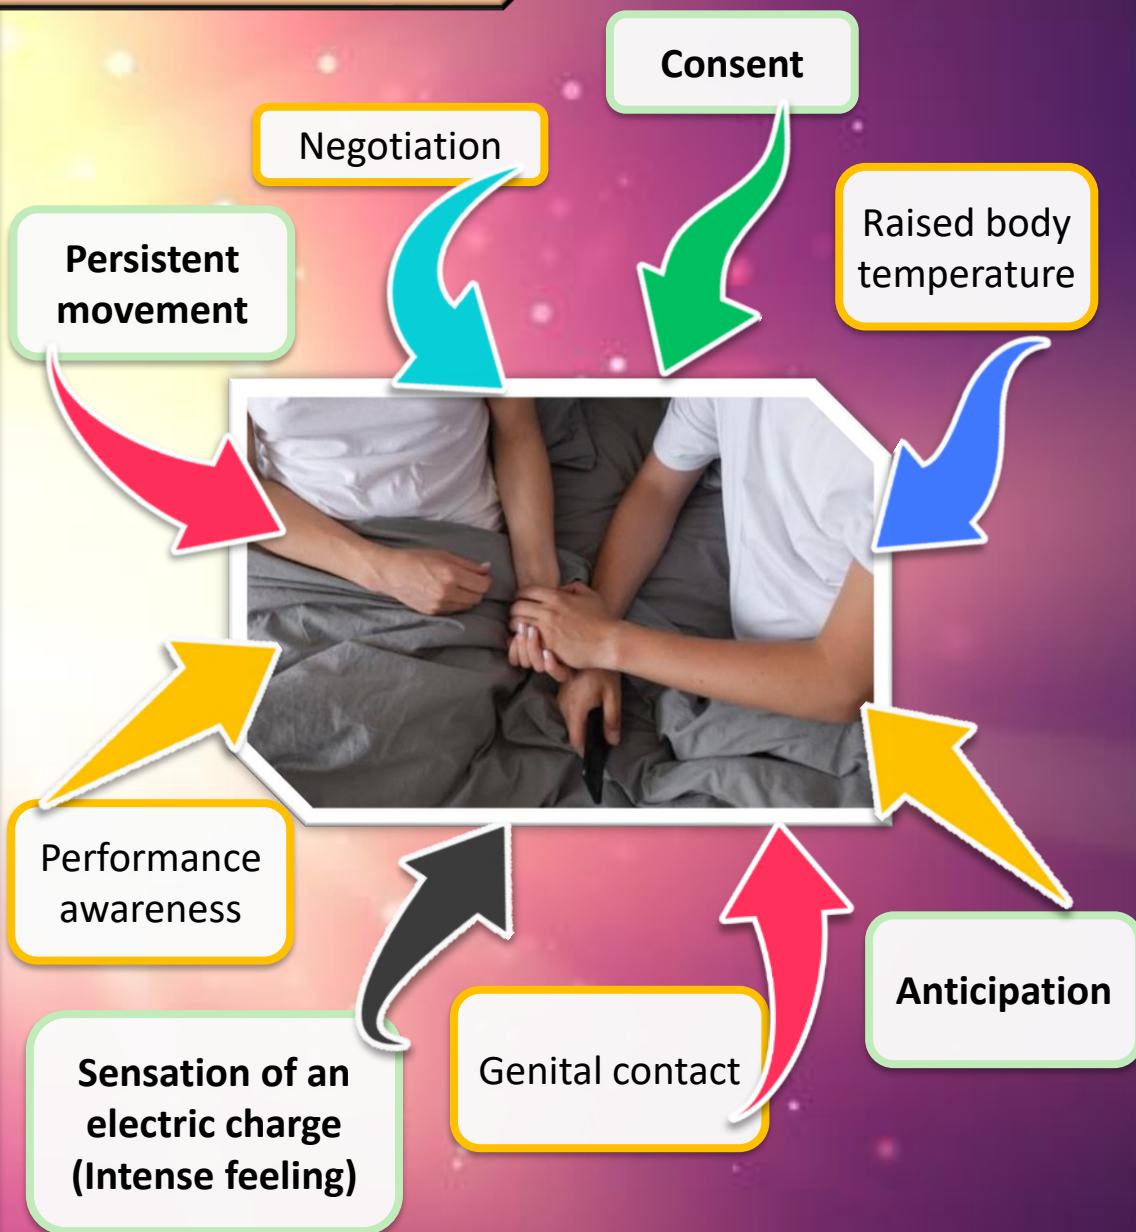 Consent
Negotiation
Raised body
temperature
Persistent
movement
Performance
awareness
Anticipation
Genital contact
Sensation of an
electric charge
(Intense feeling)